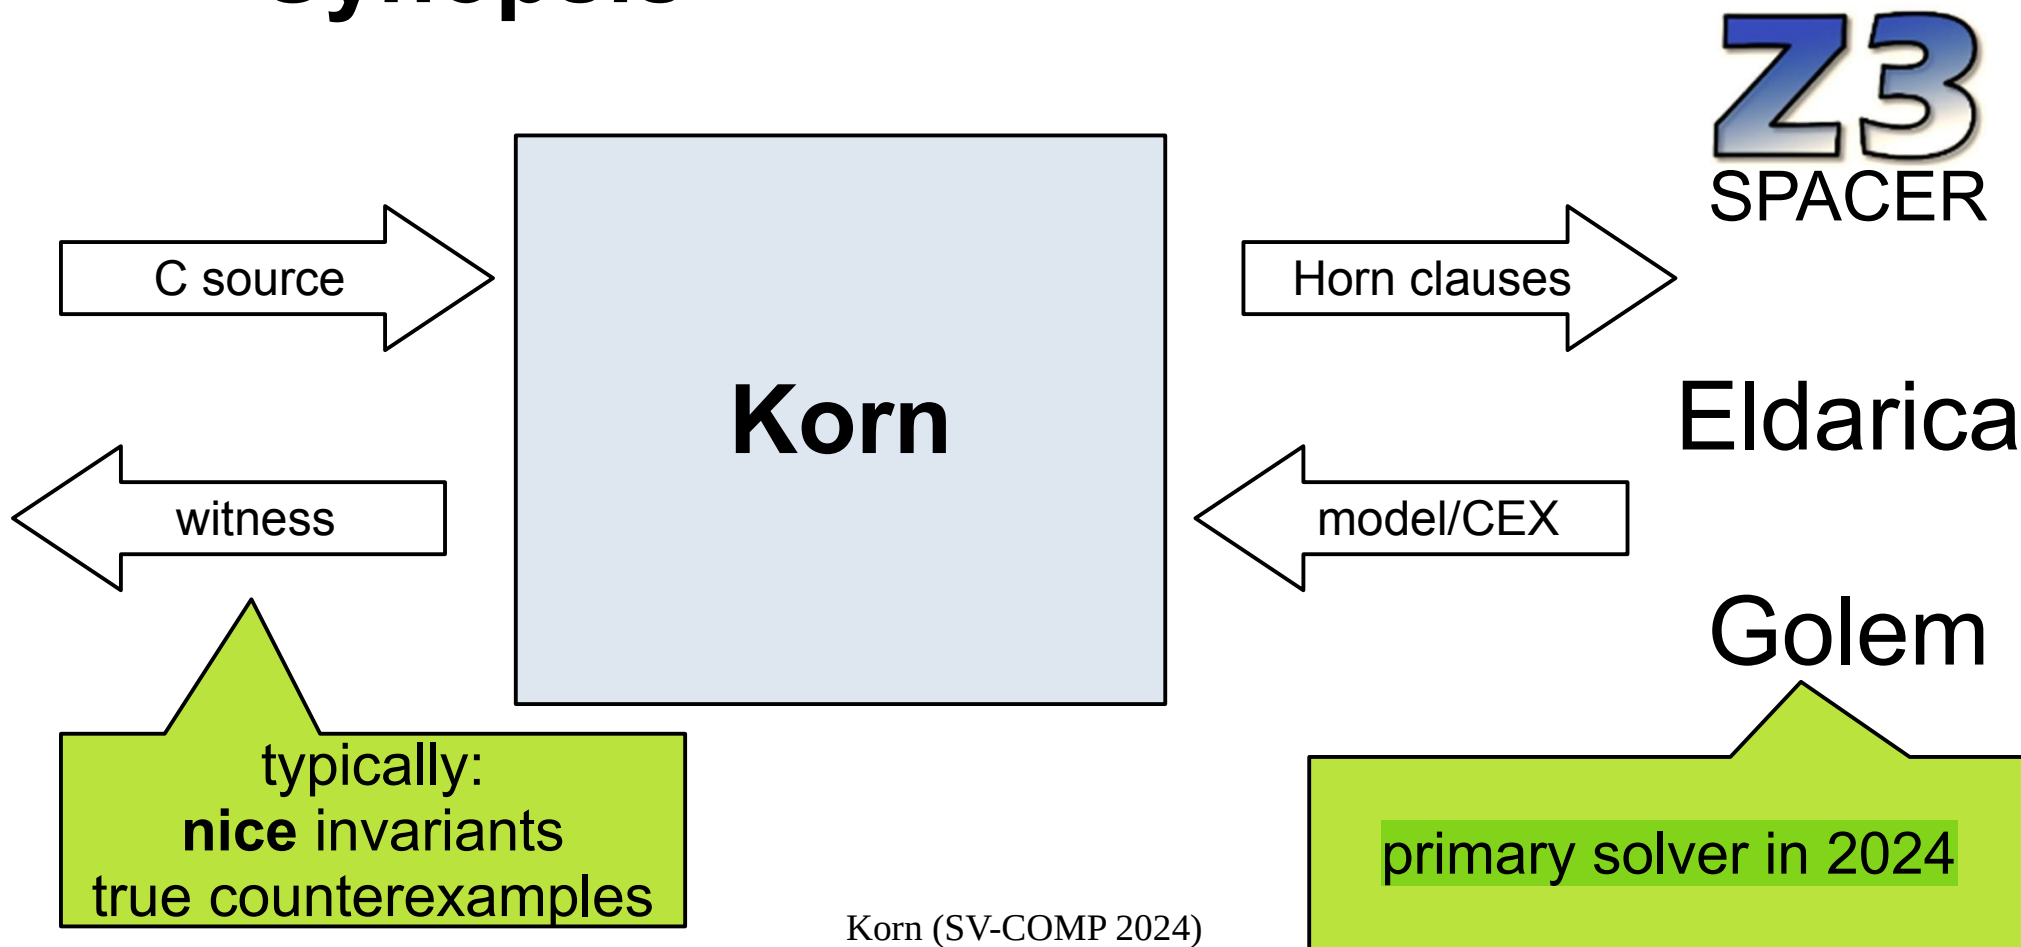 Synopsis
Z3
SPACER
C source
Horn clauses
Korn
Eldarica
witness
model/CEX
Golem
typically:
nice invariants
true counterexamples
primary solver in 2024
Korn (SV-COMP 2024)